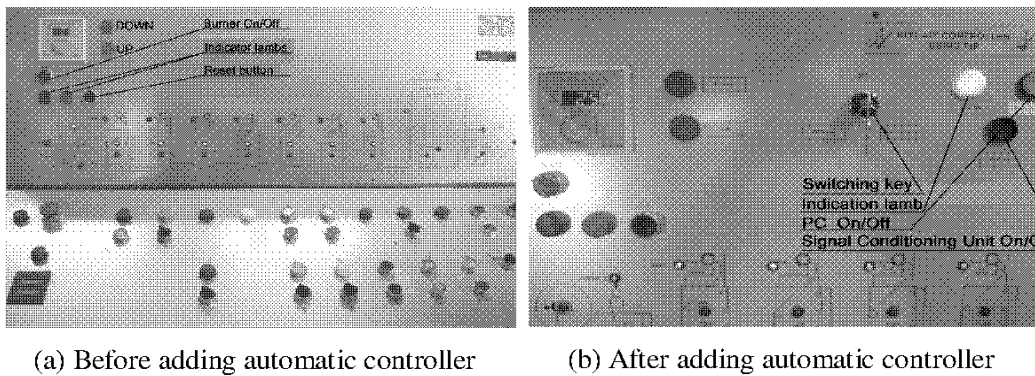 DOWN
UP
Burner On/Off
Indicator lambs
Reset button
Switching key
Indication lamb
PC On/Off
Signal Conditioning Unit On/O
(a) Before adding automatic controller
(b) After adding automatic controller